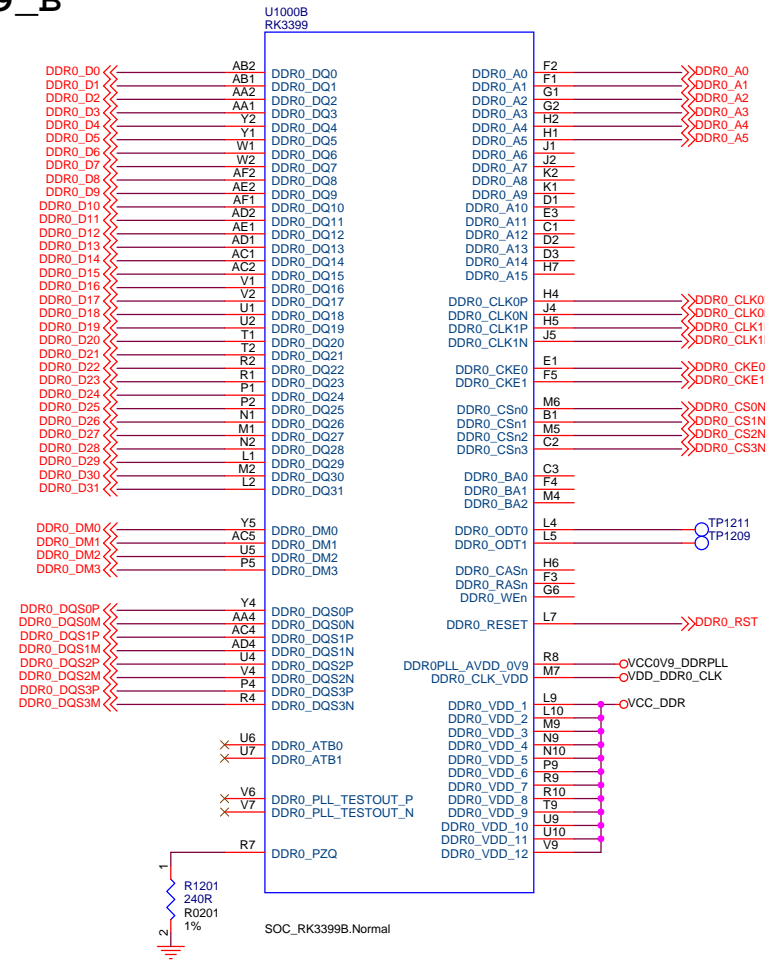 9_B
U1000B
RK3399
DDR0_D0 AB2 DDR0_DQ0
DDR0_D1 AB1 DDR0_DQ1
DDR0_D2 AA2 DDR0_DQ2
DDR0_D3 AA1 DDR0_DQ3
DDR0_D4 Y2 DDR0_DQ4
DDR0_D5 Y1 DDR0_DQ5
DDR0_D6 W1 DDR0_DQ6
DDR0_D7 W2 DDR0_DQ7
DDR0_D8 AF2 DDR0_DQ8
DDR0_D9 AE2 DDR0_DQ9
DDR0_D10 AF1 DDR0_DQ10
DDR0_D11 AD2 DDR0_DQ11
DDR0_D12 AE1 DDR0_DQ12
DDR0_D13 AD1 DDR0_DQ13
DDR0_D14 AC1 DDR0_DQ14
DDR0_D15 AC2 DDR0_DQ15
DDR0_D16 V1 DDR0_DQ16
DDR0_D17 V2 DDR0_DQ17
DDR0_D18 U1 DDR0_DQ18
DDR0_D19 U2 DDR0_DQ19
DDR0_D20 T1 DDR0_DQ20
DDR0_D21 T2 DDR0_DQ21
DDR0_D22 R2 DDR0_DQ22
DDR0_D23 R1 DDR0_DQ23
DDR0_D24 P1 DDR0_DQ24
DDR0_D25 P2 DDR0_DQ25
DDR0_D26 N1 DDR0_DQ26
DDR0_D27 M1 DDR0_DQ27
DDR0_D28 N2 DDR0_DQ28
DDR0_D29 L1 DDR0_DQ29
DDR0_D30 M2 DDR0_DQ30
DDR0_D31 L2 DDR0_DQ31
DDR0_DM0 Y5 DDR0_DM0
DDR0_DM1 AC5 DDR0_DM1
DDR0_DM2 U5 DDR0_DM2
DDR0_DM3 P5 DDR0_DM3
DDR0_DQS0P Y4 DDR0_DQS0P
DDR0_DQS0M AA4 DDR0_DQS0N
DDR0_DQS1P AC4 DDR0_DQS1P
DDR0_DQS1M AD4 DDR0_DQS1N
DDR0_DQS2P U4 DDR0_DQS2P
DDR0_DQS2M V4 DDR0_DQS2N
DDR0_DQS3P P4 DDR0_DQS3P
DDR0_DQS3M R4 DDR0_DQS3N
U6 DDR0_ATB0
U7 DDR0_ATB1
V6 DDR0_PLL_TESTOUT_P
V7 DDR0_PLL_TESTOUT_N
R7 DDR0_PZQ
DDR0_A0 F2 DDR0_A0
DDR0_A1 F1 DDR0_A1
DDR0_A2 G1 DDR0_A2
DDR0_A3 G2 DDR0_A3
DDR0_A4 H2 DDR0_A4
DDR0_A5 H1 DDR0_A5
DDR0_A6 J1
DDR0_A7 J2
DDR0_A8 K2
DDR0_A9 K1
DDR0_A10 D1
DDR0_A11 E3
DDR0_A12 C1
DDR0_A13 D2
DDR0_A14 D3
DDR0_A15 H7
DDR0_CLK0P H4 DDR0_CLK0
DDR0_CLK0N J4 DDR0_CLK0
DDR0_CLK1P H5 DDR0_CLK1
DDR0_CLK1N J5 DDR0_CLK1
DDR0_CKE0 E1 DDR0_CKE0
DDR0_CKE1 F5 DDR0_CKE1
DDR0_CSn0 M6 DDR0_CS0N
DDR0_CSn1 B1 DDR0_CS1N
DDR0_CSn2 M5 DDR0_CS2N
DDR0_CSn3 C2 DDR0_CS3N
DDR0_BA0 C3
DDR0_BA1 F4
DDR0_BA2 M4
DDR0_ODT0 L4 TP1211
DDR0_ODT1 L5 TP1209
DDR0_CASn H6
DDR0_RASn F3
DDR0_WEn G6
DDR0_RESET L7 DDR0_RST
DDR0PLL_AVDD_0V9 R8 VCC0V9_DDRPLL
DDR0_CLK_VDD M7 VDD_DDR0_CLK
DDR0_VDD_1 L9 VCC_DDR
DDR0_VDD_2 L10
DDR0_VDD_3 M9
DDR0_VDD_4 N9
DDR0_VDD_5 N10
DDR0_VDD_6 P9
DDR0_VDD_7 R9
DDR0_VDD_8 R10
DDR0_VDD_9 T9
DDR0_VDD_10 U9
DDR0_VDD_11 U10
DDR0_VDD_12 V9
1
R1201
240R
R0201
1%
2
SOC_RK3399B.Normal